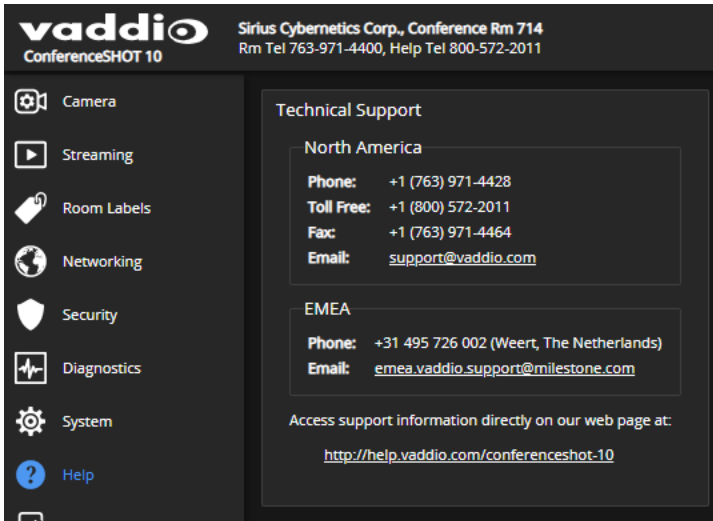 vaddio
ConferenceSHOT 10
Sirius Cybernetics Corp., Conference Rm 714
Rm Tel 763-971-4400, Help Tel 800-572-2011
Camera
Streaming
Room Labels
Networking
Security
Diagnostics
System
Help
Technical Support
North America
Phone: +1 (763) 971-4428
Toll Free: +1 (800) 572-2011
Fax: +1 (763) 971-4464
Email: support@vaddio.com
EMEA
Phone: +31 495 726 002 (Weert, The Netherlands)
Email: emea.vaddio.support@milestone.com
Access support information directly on our web page at:
http://help.vaddio.com/conferenceshot-10